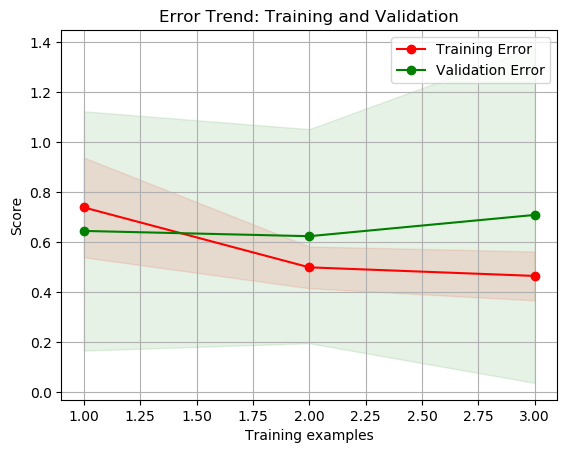 Error Trend: Training and Validation
Training Error
Validation Error
Score
1.4
1.2
1.0
0.8
0.6
0.4
0.2
0.0
1.00 1.25 1.50 1.75 2.00 2.25 2.50 2.75 3.00
Training examples